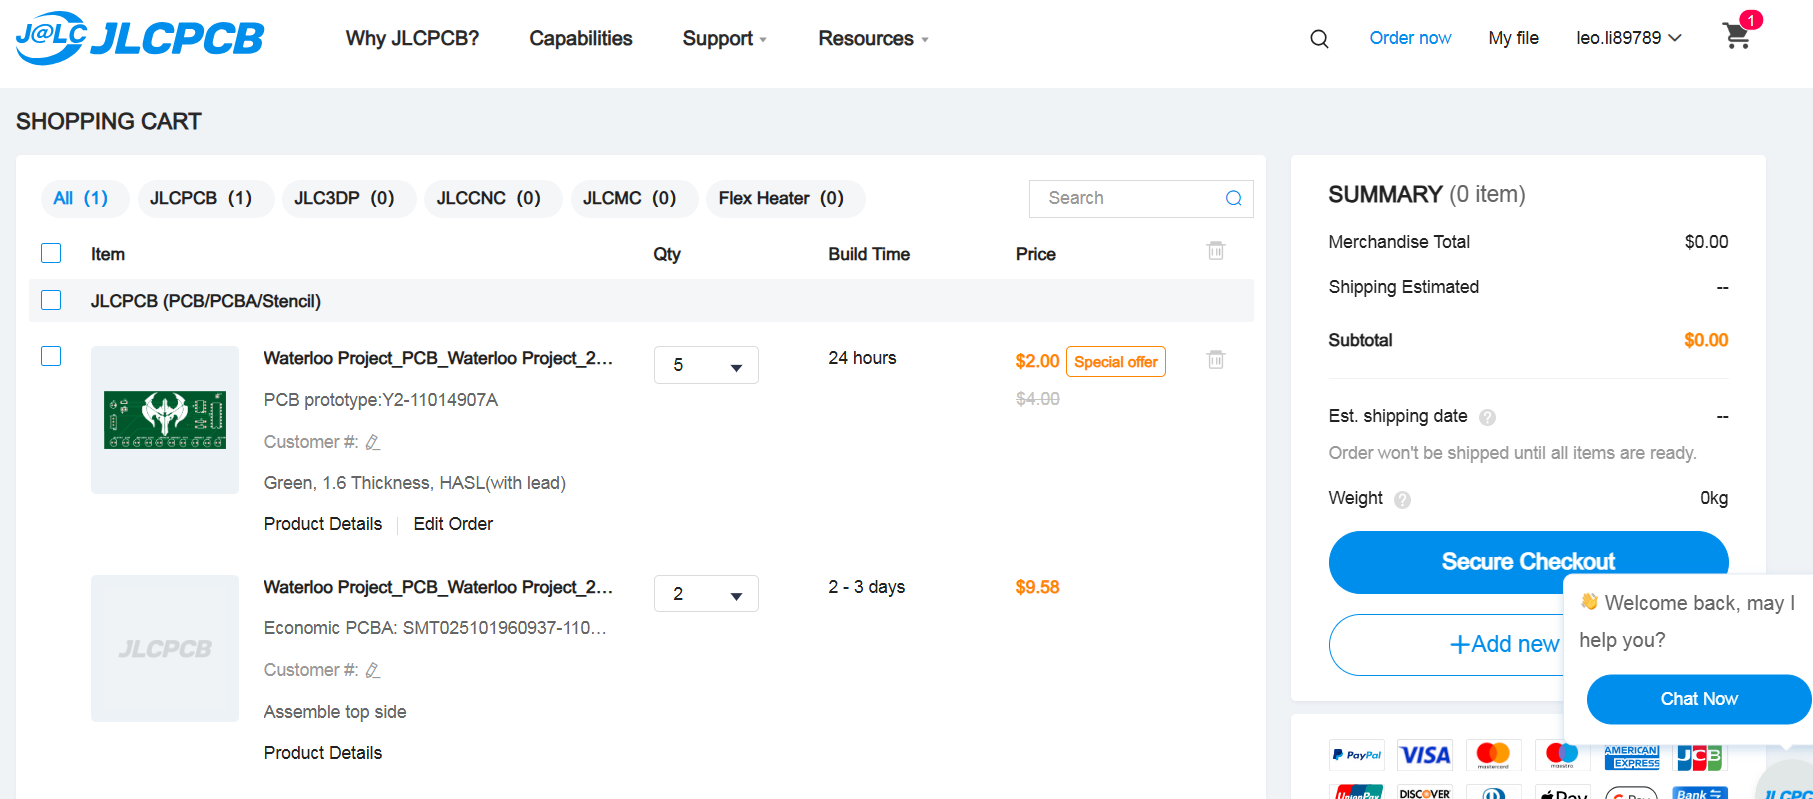 J@LC JLCPCB
Why JLCPCB? Capabilities Support Resources
Order now My file leo.li89789 1
SHOPPING CART
All (1) JLCPCB (1) JLC3DP (0) JLCCNC (0) JLCMC (0) Flex Heater (0) Search
Item Qty Build Time Price
JLCPCB (PCB/PCBA/Stencil)
Waterloo Project_PCB_Waterloo Project_2... 5 24 hours $2.00 Special offer
PCB prototype:Y2-11014907A $4.00
Customer #:
Green, 1.6 Thickness, HASL(with lead)
Product Details Edit Order
JLCPCB
Waterloo Project_PCB_Waterloo Project_2... 2 2 - 3 days $9.58
Economic PCBA: SMT025101960937-110...
Customer #:
Assemble top side
Product Details
SUMMARY (0 item)
Merchandise Total $0.00
Shipping Estimated --
Subtotal $0.00
Est. shipping date ? --
Order won't be shipped until all items are ready.
Weight ? 0kg
Secure Checkout
+Add new
👋 Welcome back, may I
help you?
Chat Now
PayPal VISA mastercard maestro AMERICAN EXPRESS JCB
UnionPay DISCOVER Pay G Pay Bank
JLCPC